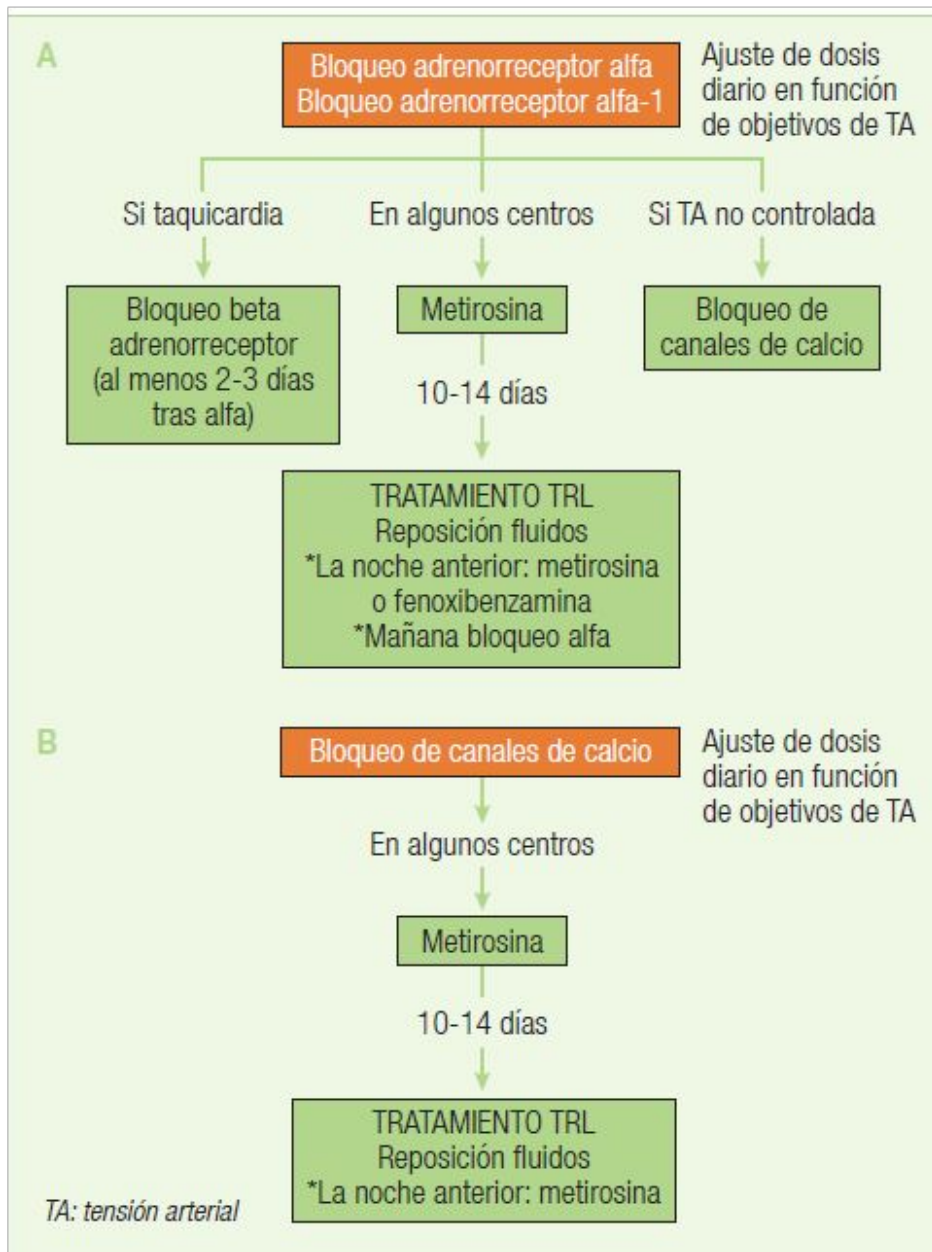 A
Bloqueo adrenorreceptor alfa
Bloqueo adrenorreceptor alfa-1
Ajuste de dosis
diario en función
de objetivos de TA
Si taquicardia
En algunos centros
Si TA no controlada
Bloqueo beta
adrenorreceptor
(al menos 2-3 días
tras alfa)
Metirosina
Bloqueo de
canales de calcio
10-14 días
TRATAMIENTO TRL
Reposición fluidos
*La noche anterior: metirosina
o fenoxibenzamina
*Mañana bloqueo alfa
B
Bloqueo de canales de calcio
Ajuste de dosis
diario en función
de objetivos de TA
En algunos centros
Metirosina
10-14 días
TRATAMIENTO TRL
Reposición fluidos
*La noche anterior: metirosina
TA: tensión arterial